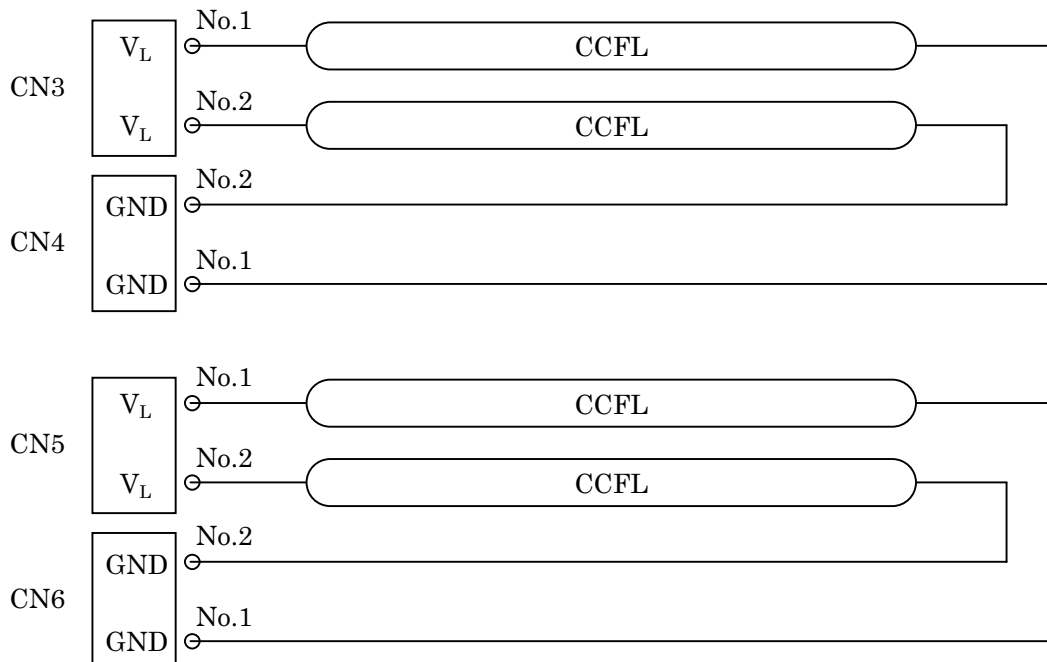 No.1
V_L CCFL
CN3
No.2
V_L CCFL
No.2
GND
CN4
No.1
GND
No.1
V_L CCFL
CN5
No.2
V_L CCFL
No.2
GND
CN6
No.1
GND